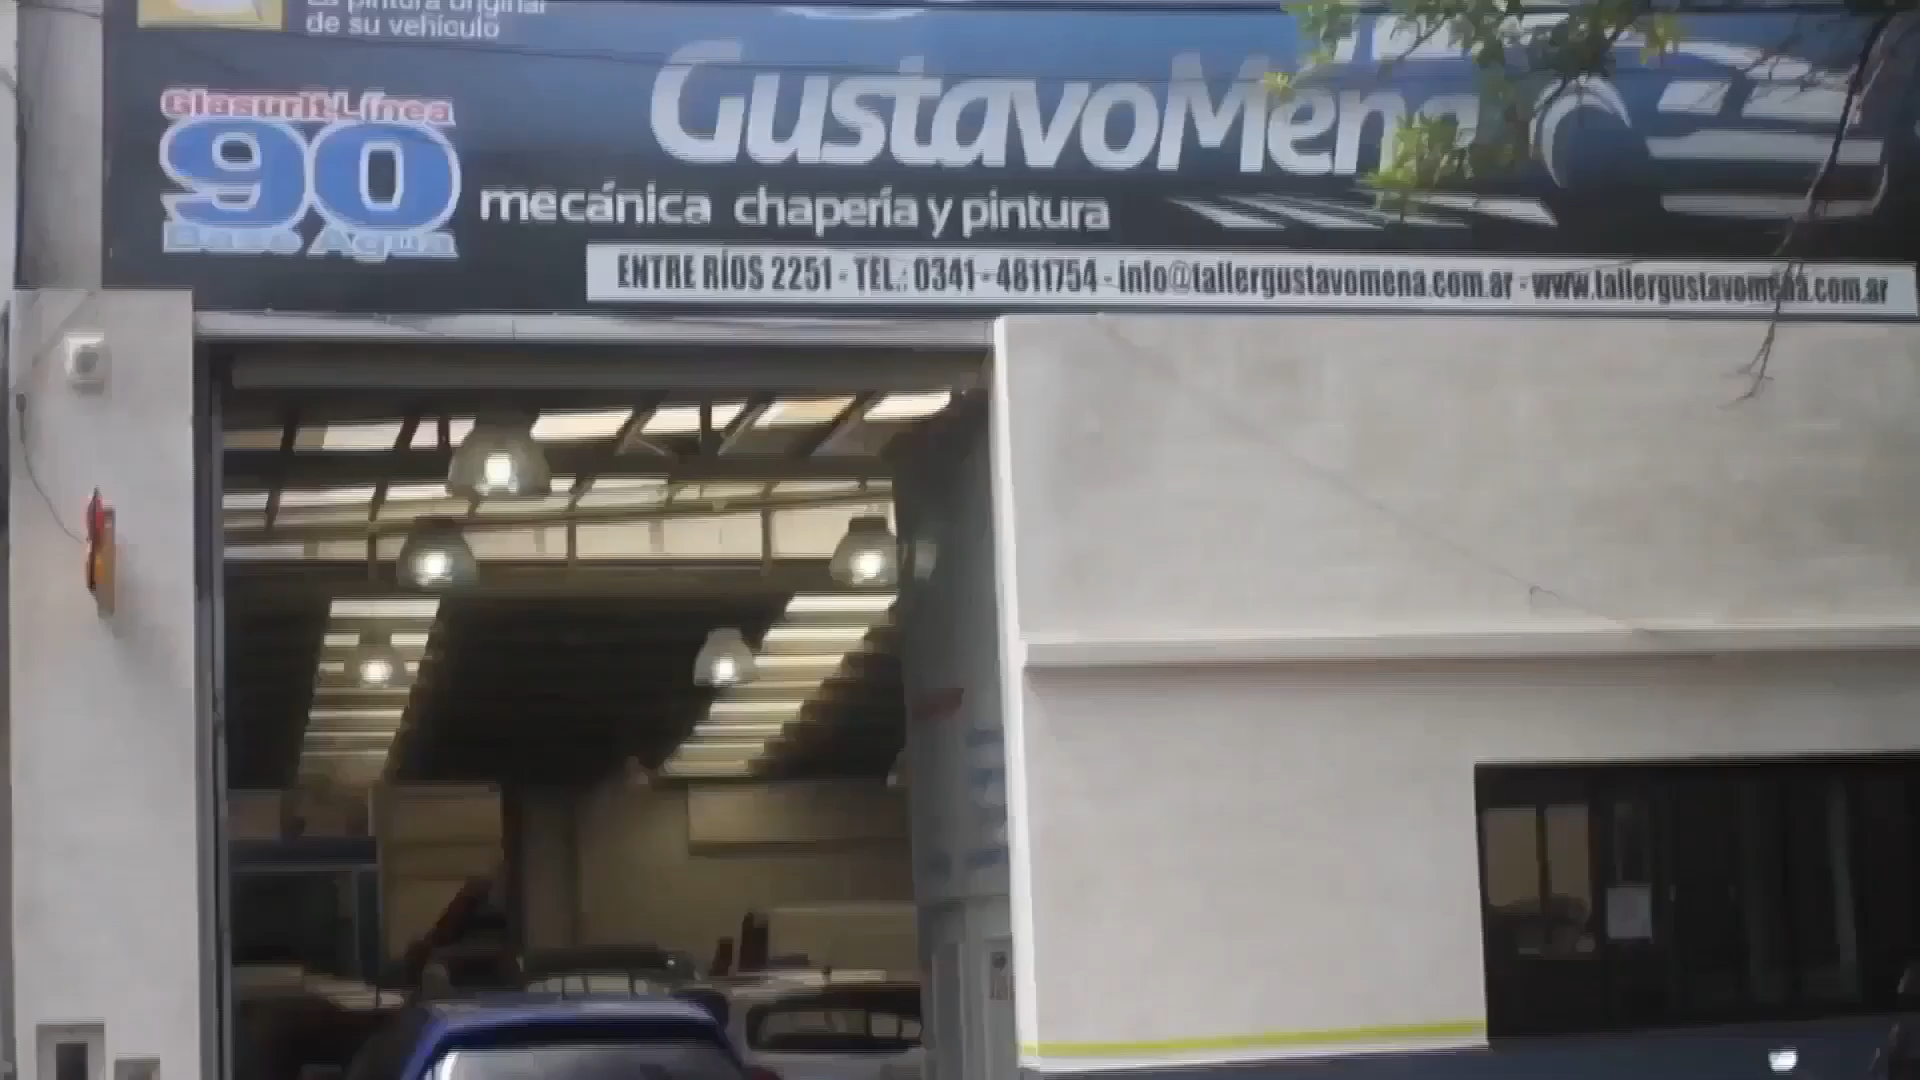 La pintura original
de su vehículo
Glasurit Línea
90
Base Agua
GustavoMena
mecánica chapería y pintura
ENTRE RÍOS 2251 - TEL.: 0341-4811754 - info@tallergustavomena.com.ar - www.tallergustavomena.com.ar